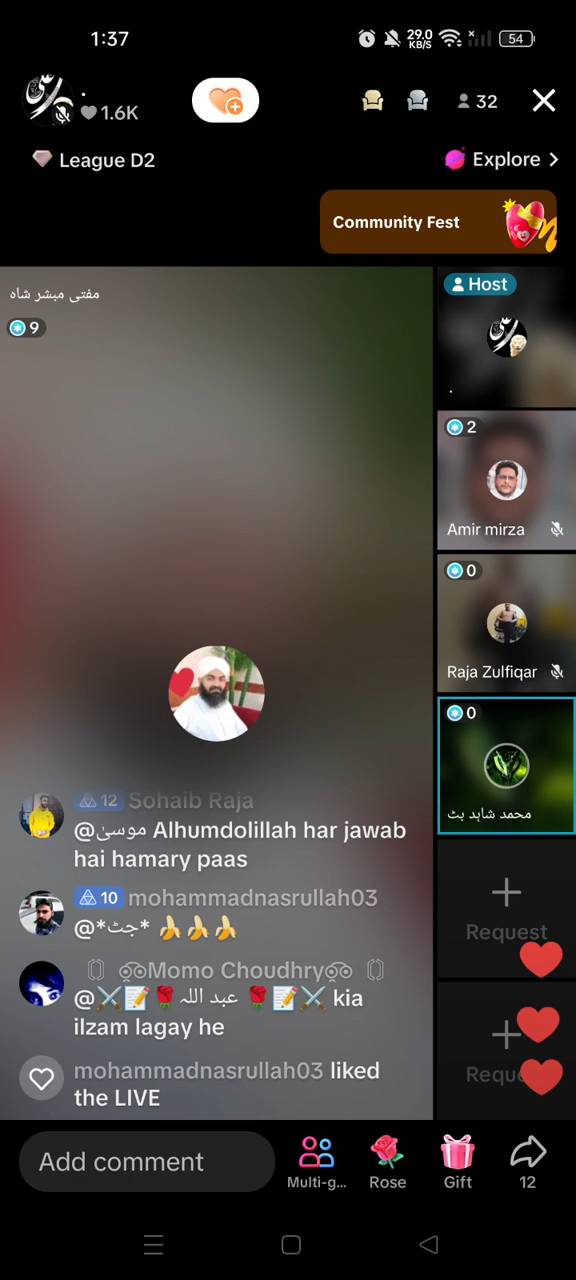 1:37
29.0
KB/S
54
.
1.6K
32
League D2
Explore
Community Fest
مفتی مبشر شاہ
9
Host
.
2
Amir mirza
0
Raja Zulfiqar
0
محمد شاہد بٹ
Request
Reque
12 Sohaib Raja
@موسیٰ Alhumdolillah har jawab
hai hamary paas
10 mohammadnasrullah03
@*جٹ* 🍌🍌🍌
Momo Choudhry
@⚔️📝🌹 عبد اللہ 🌹📝⚔️ kia
ilzam lagay he
mohammadnasrullah03 liked
the LIVE
Add comment
Multi-g...
Rose
Gift
12